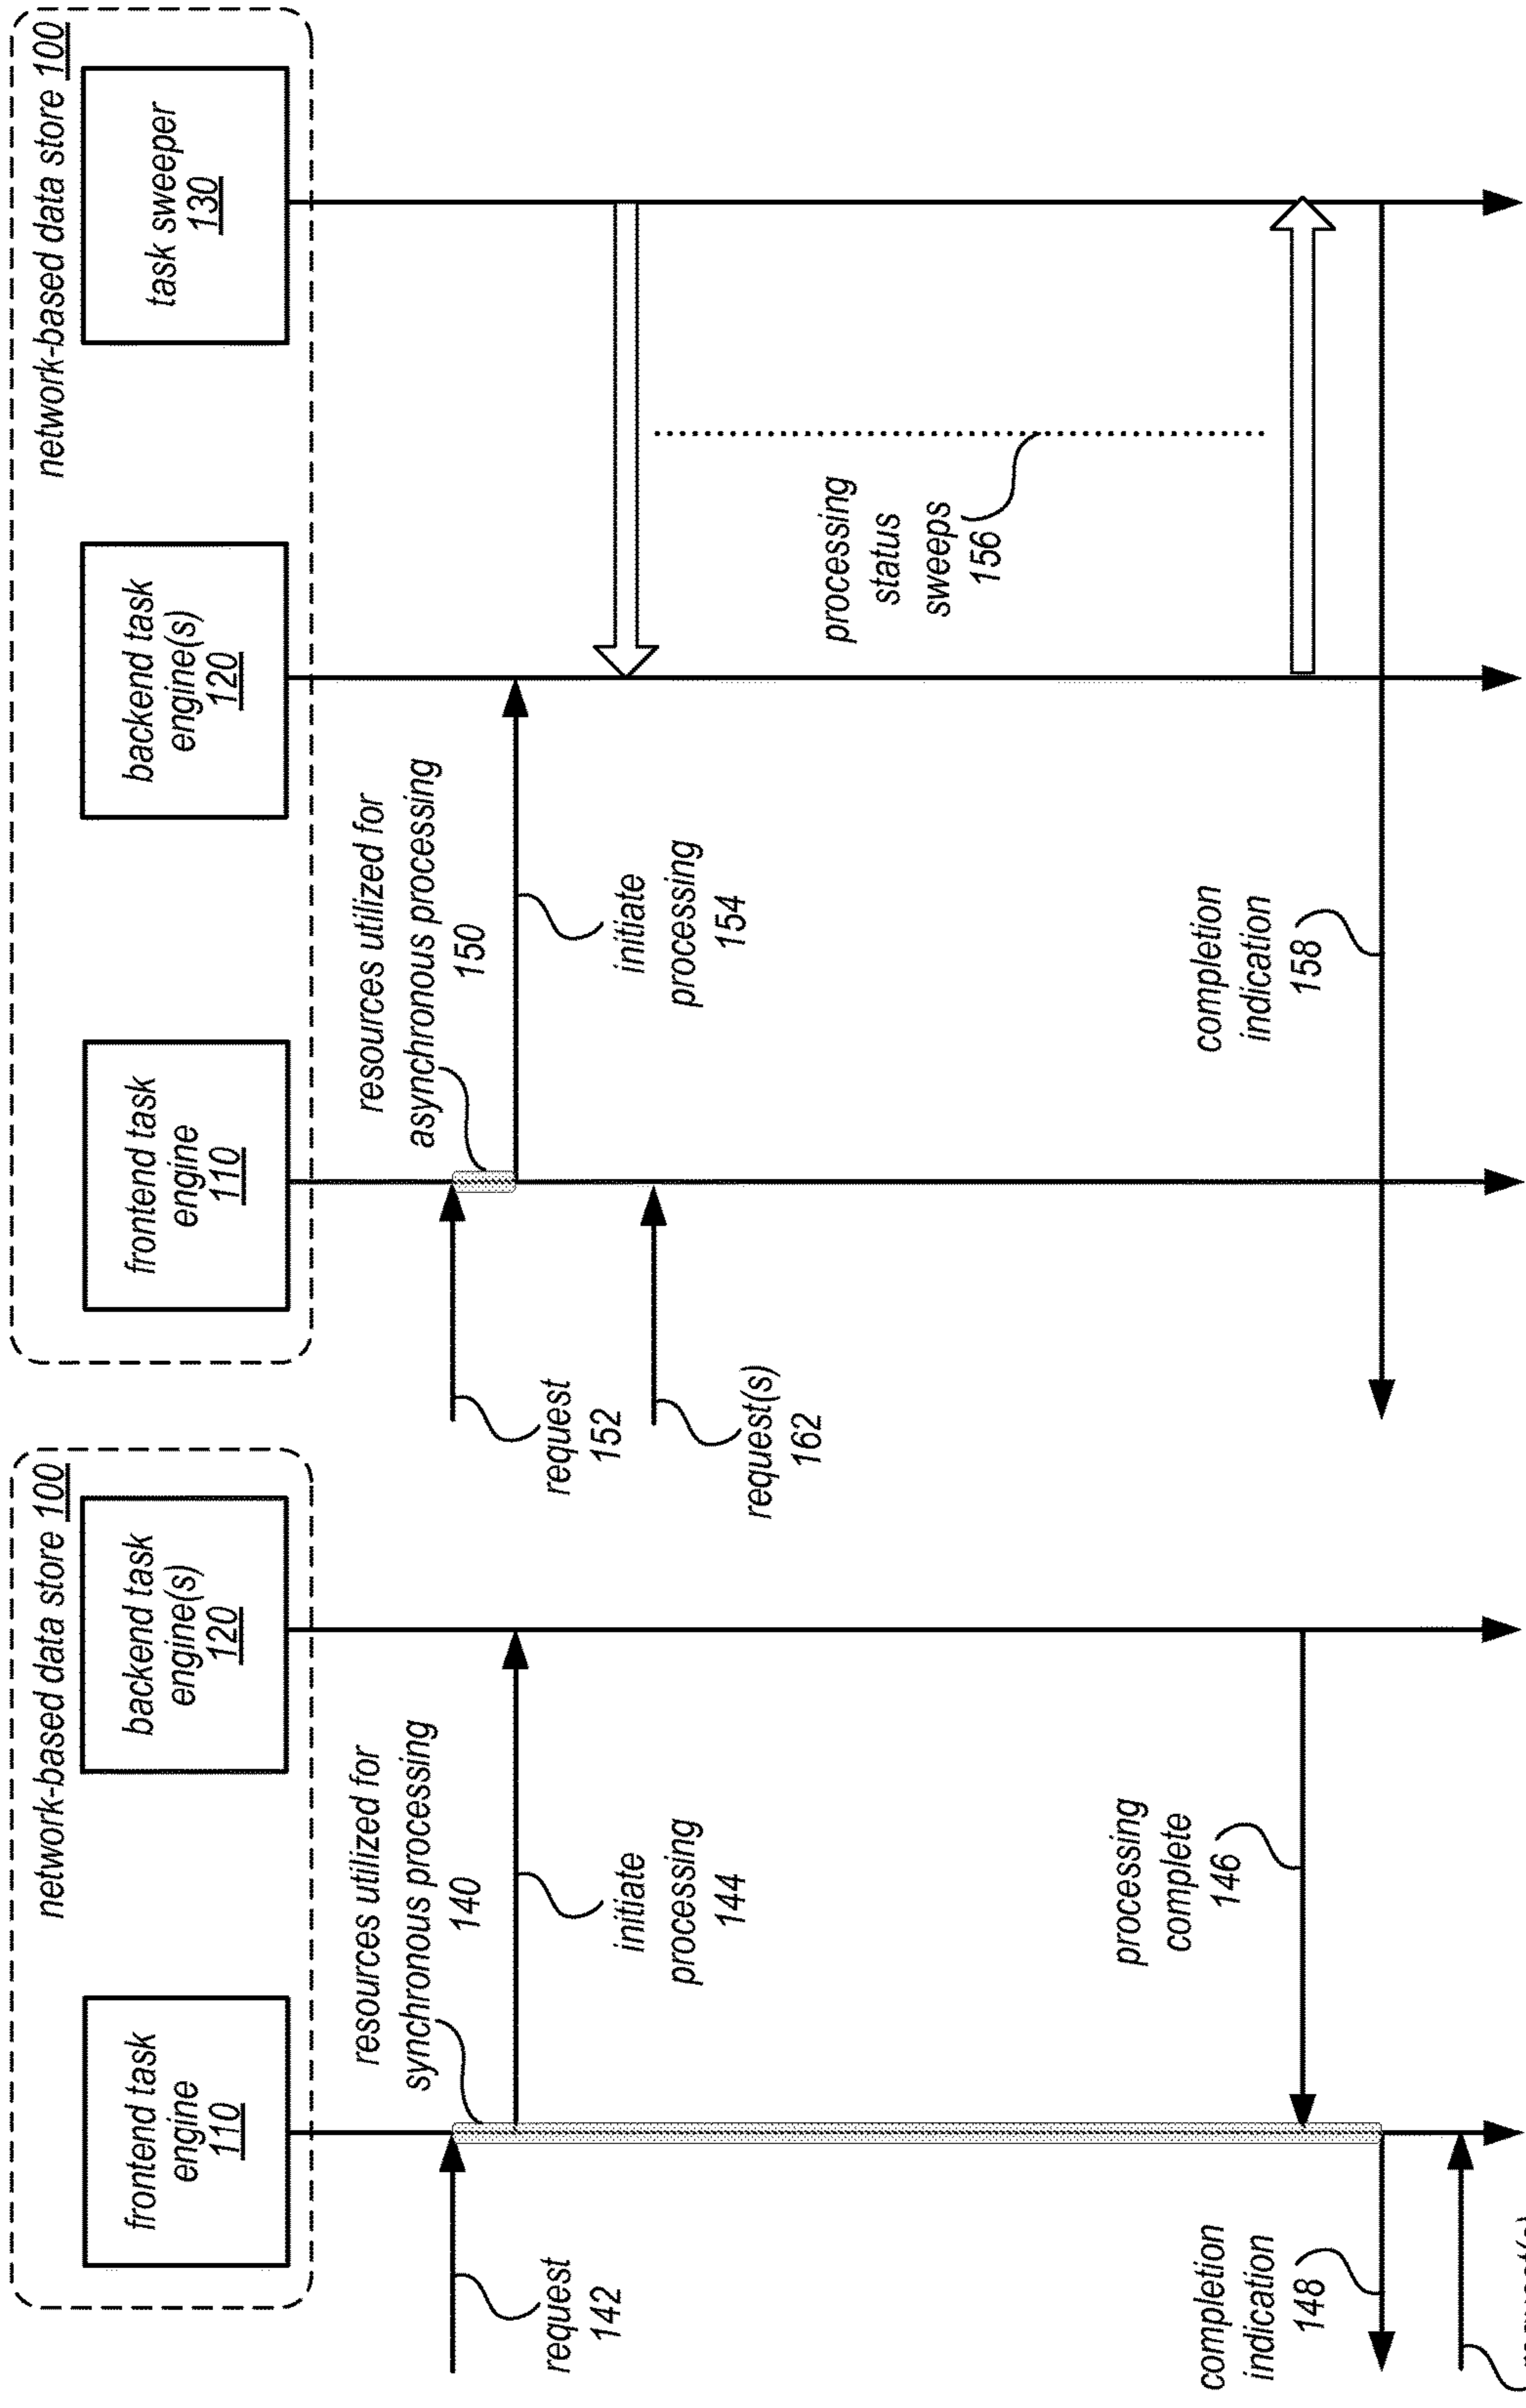 network-based data store 100
frontend task
engine
110
backend task
engine(s)
120
resources utilized for
synchronous processing
140
request
142
initiate
processing
144
processing
complete
146
completion
indication
148
network-based data store 100
frontend task
engine
110
backend task
engine(s)
120
task sweeper
130
resources utilized for
asynchronous processing
150
request
152
initiate
processing
154
request(s)
162
processing
status
sweeps
156
completion
indication
158